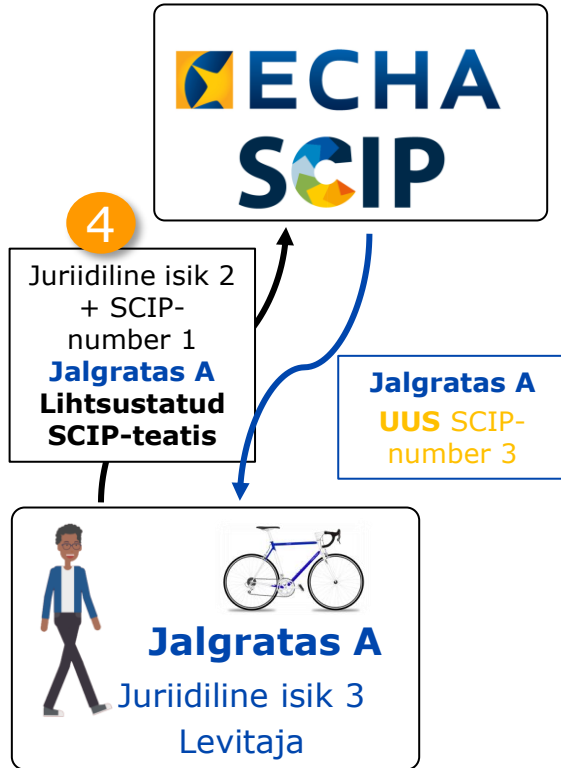 ECHA
SCIP
4
Juriidiline isik 2
+ SCIP-
number 1
Jalgratas A
Lihtsustatud
SCIP-teatis
Jalgratas A
UUS SCIP-
number 3
Jalgratas A
Juriidiline isik 3
Levitaja